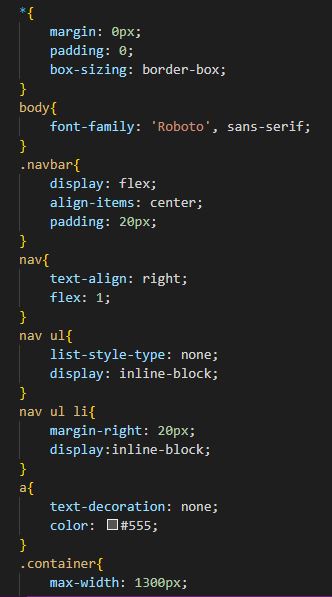 *{
margin: 0px;
padding: 0;
box-sizing: border-box;
}
body{
font-family: 'Roboto', sans-serif;
}
.navbar{
display: flex;
align-items: center;
padding: 20px;
}
nav{
text-align: right;
flex: 1;
}
nav ul{
list-style-type: none;
display: inline-block;
}
nav ul li{
margin-right: 20px;
display:inline-block;
}
a{
text-decoration: none;
color: #555;
}
.container{
max-width: 1300px;